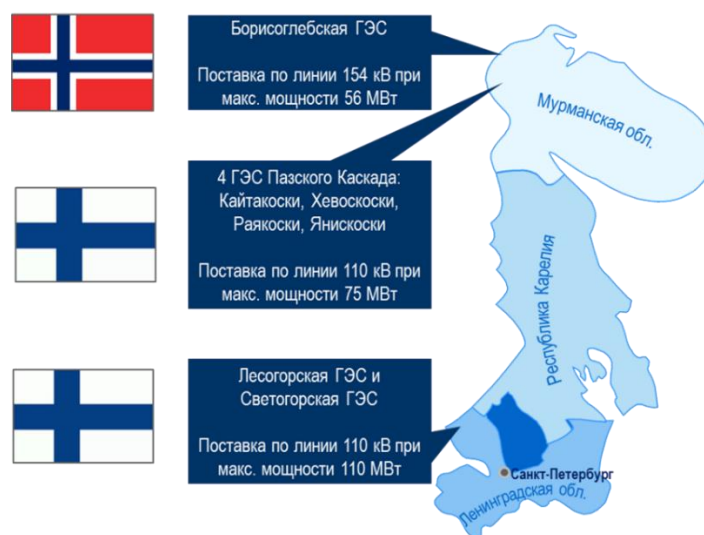 Борисоглебская ГЭС
Поставка по линии 154 кВ при
макс. мощности 56 МВт
4 ГЭС Пазского Каскада:
Кайтакоски, Хевоскоски,
Раякоски, Янискоски
Поставка по линии 110 кВ при
макс. мощности 75 МВт
Лесогорская ГЭС и
Светогорская ГЭС
Поставка по линии 110 кВ при
макс. мощности 110 МВт
Мурманская обл.
Республика Карелия
Санкт-Петербург
Ленинградская обл.